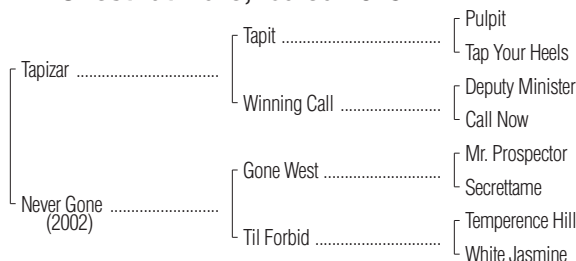 Pulpit
Tapit
Tap Your Heels
Tapizar
Deputy Minister
Winning Call
Call Now
Mr. Prospector
Gone West
Secrettame
Never Gone
(2002)
Temperence Hill
Til Forbid
White Jasmine